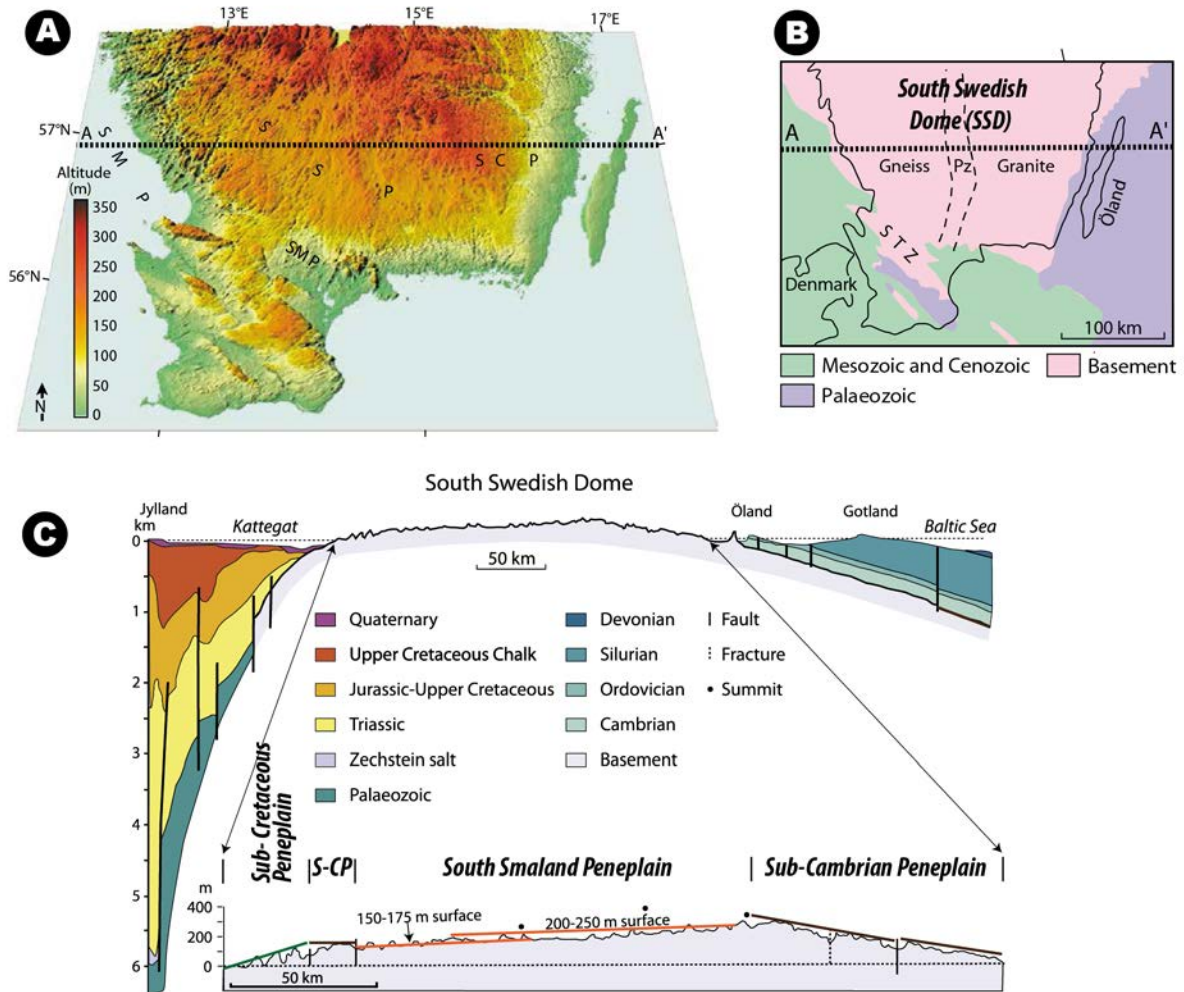 A
13°E
15°E
17°E
57°N
A
A'
S M P
S S P
S C P
Altitude
(m)
350
300
250
200
150
100
50
0
SMP
56°N
N
B
South Swedish
Dome (SSD)
A
A'
Gneiss
Pz
Granite
Öland
S T Z
Denmark
100 km
Mesozoic and Cenozoic
Basement
Palaeozoic
C
South Swedish Dome
Jylland
km
Kattegat
Öland
Gotland
Baltic Sea
0
1
2
3
4
5
6
50 km
Quaternary
Upper Cretaceous Chalk
Jurassic-Upper Cretaceous
Triassic
Zechstein salt
Palaeozoic
Devonian
Silurian
Ordovician
Cambrian
Basement
Fault
Fracture
Summit
Sub- Cretaceous
Peneplain
S-CP
South Smaland Peneplain
Sub-Cambrian Peneplain
m
400
200
0
150-175 m surface
200-250 m surface
50 km